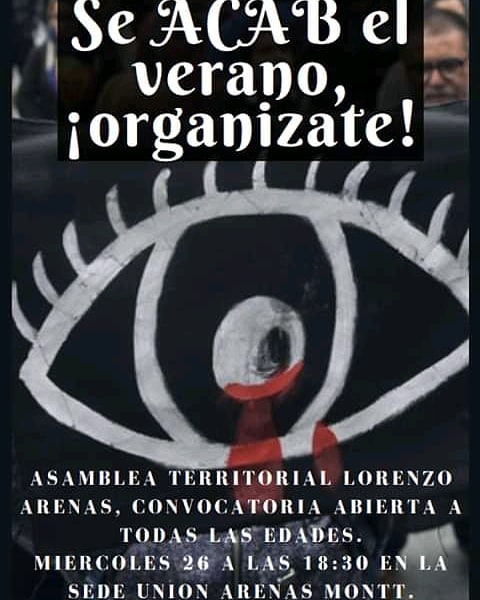 Se ACAB el
verano,
¡organizate!
ASAMBLEA TERRITORIAL LORENZO
ARENAS, CONVOCATORIA ABIERTA A
TODAS LAS EDADES.
MIERCOLES 26 A LAS 18:30 EN LA
SEDE UNION ARENAS MONTT.